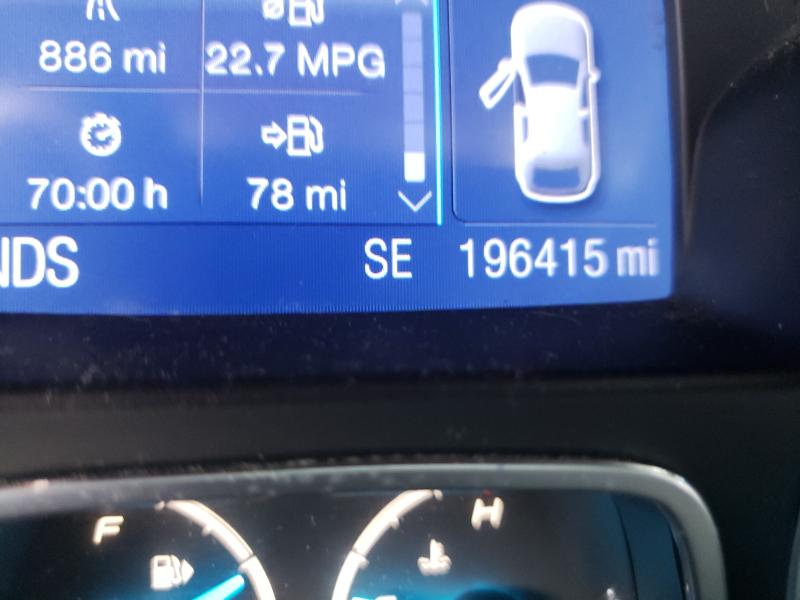 886 mi 22.7 MPG
70:00 h 78 mi
NDS SE 196415 mi
F H